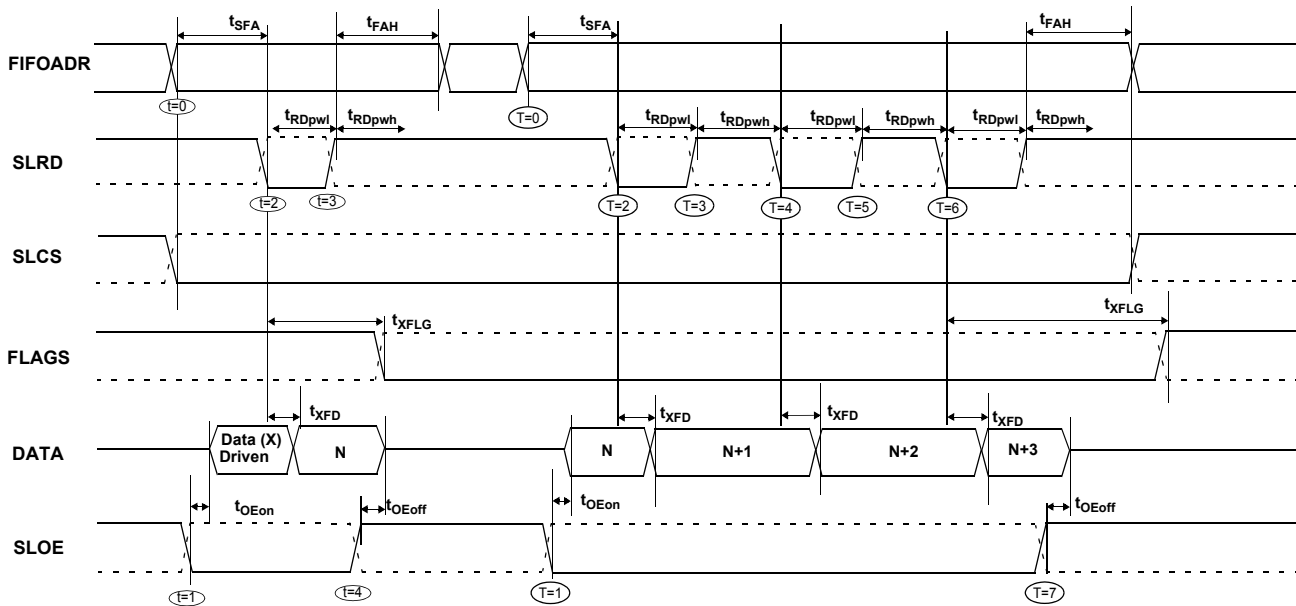 tSFA tFAH tSFA tFAH
FIFOADR
t=0 T=0
tRDpwl tRDpwh tRDpwl tRDpwh tRDpwl tRDpwh tRDpwl tRDpwh
SLRD
t=2 t=3 T=2 T=3 T=4 T=5 T=6
SLCS
tXFLG tXFLG
FLAGS
tXFD tXFD tXFD tXFD
DATA
Data (X)
Driven
N N N+1 N+2 N+3
tOEon tOEoff tOEon tOEoff
SLOE
t=1 t=4 T=1 T=7